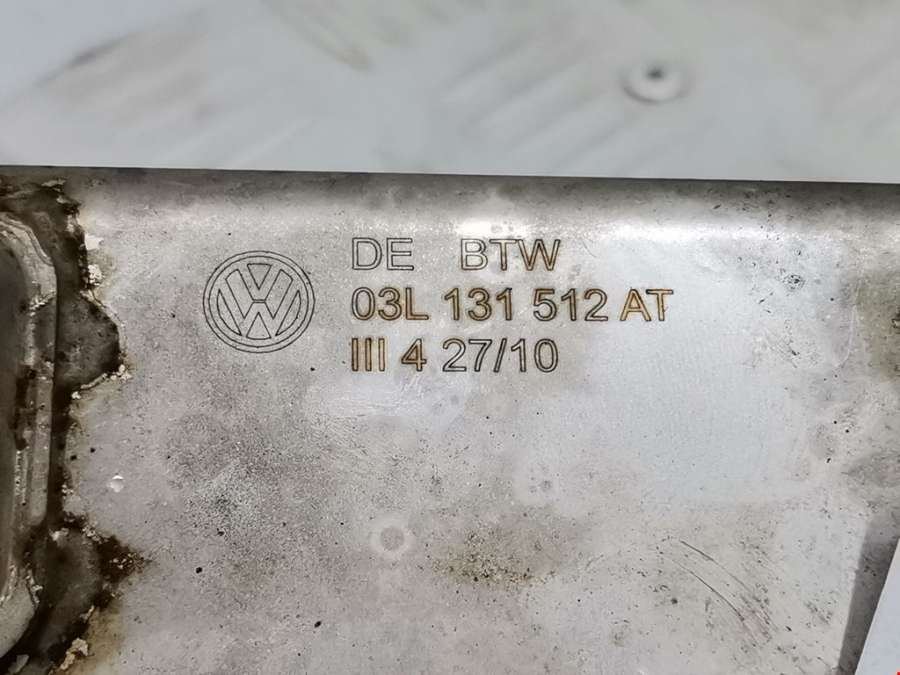 DE BTW
03L 131 512 AT
III 4 27/10